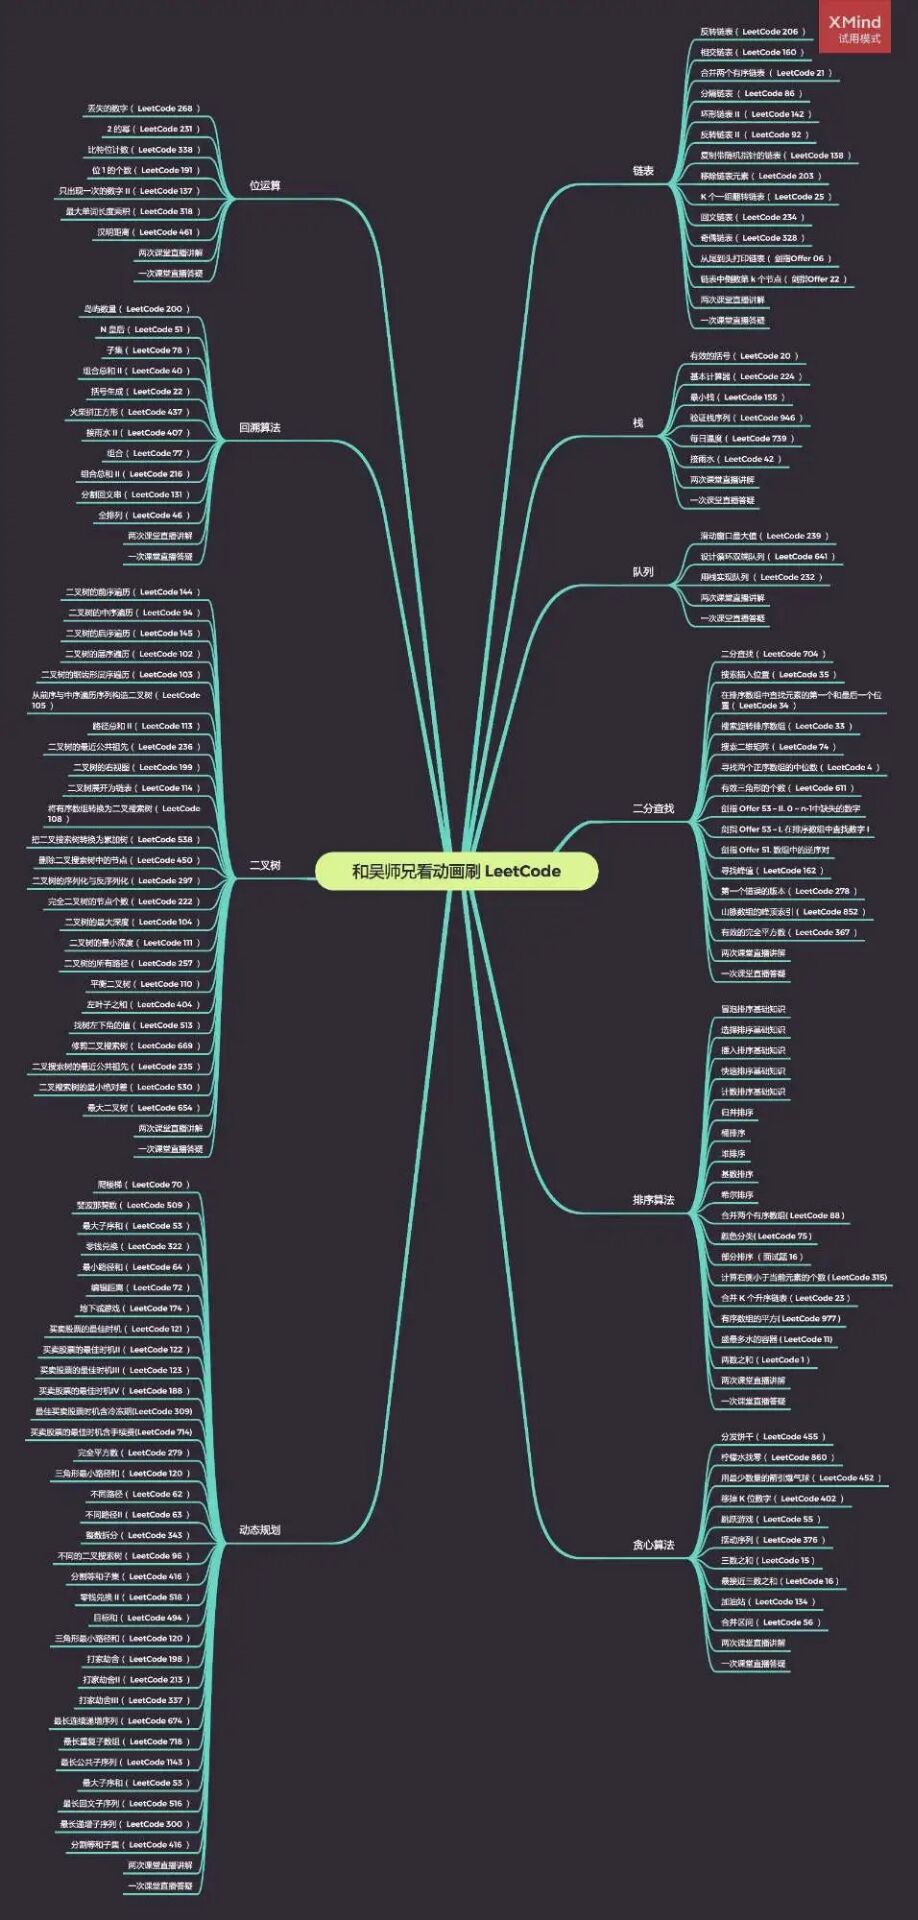 XMind
试用模式
和吴师兄看动画刷 LeetCode
链表
反转链表（ LeetCode 206 ）
相交链表（ LeetCode 160 ）
合并两个有序链表 （ LeetCode 21 ）
分隔链表 （ LeetCode 86 ）
环形链表 II （ LeetCode 142 ）
反转链表 II （ LeetCode 92 ）
复制带随机指针的链表（ LeetCode 138 ）
移除链表元素（ LeetCode 203 ）
K 个一组翻转链表（ LeetCode 25 ）
回文链表（ LeetCode 234 ）
奇偶链表（ LeetCode 328 ）
从尾到头打印链表（ 剑指Offer 06 ）
链表中倒数第 k 个节点（ 剑指Offer 22 ）
两次课堂直播讲解
一次课堂直播答疑
栈
有效的括号（ LeetCode 20 ）
基本计算器（ LeetCode 224 ）
最小栈（ LeetCode 155 ）
验证栈序列（ LeetCode 946 ）
每日温度（ LeetCode 739 ）
接雨水（ LeetCode 42 ）
两次课堂直播讲解
一次课堂直播答疑
队列
滑动窗口最大值（ LeetCode 239 ）
设计循环双端队列（ LeetCode 641 ）
用栈实现队列 （ LeetCode 232 ）
两次课堂直播讲解
一次课堂直播答疑
二分查找
二分查找（ LeetCode 704 ）
搜索插入位置（ LeetCode 35 ）
在排序数组中查找元素的第一个和最后一个位
置（ LeetCode 34 ）
搜索旋转排序数组（ LeetCode 33 ）
搜索二维矩阵（ LeetCode 74 ）
寻找两个正序数组的中位数（ LeetCode 4 ）
有效三角形的个数（ LeetCode 611 ）
剑指 Offer 53 – II. 0 ~ n-1中缺失的数字
剑指 Offer 53 – I. 在排序数组中查找数字 I
剑指 Offer 51. 数组中的逆序对
寻找峰值（ LeetCode 162 ）
第一个错误的版本（ LeetCode 278 ）
山脉数组的峰顶索引（ LeetCode 852 ）
有效的完全平方数（ LeetCode 367 ）
两次课堂直播讲解
一次课堂直播答疑
排序算法
冒泡排序基础知识
选择排序基础知识
插入排序基础知识
快速排序基础知识
计数排序基础知识
归并排序
桶排序
堆排序
基数排序
希尔排序
合并两个有序数组( LeetCode 88 )
颜色分类( LeetCode 75 )
部分排序 （ 面试题 16 ）
计算右侧小于当前元素的个数 ( LeetCode 315)
合并 K 个升序链表（ LeetCode 23 ）
有序数组的平方( LeetCode 977 )
盛最多水的容器 ( LeetCode 11)
两数之和（ LeetCode 1 ）
两次课堂直播讲解
一次课堂直播答疑
贪心算法
分发饼干（ LeetCode 455 ）
柠檬水找零（ LeetCode 860 ）
用最少数量的箭引爆气球（ LeetCode 452 ）
移掉 K 位数字（ LeetCode 402 ）
跳跃游戏（ LeetCode 55 ）
摆动序列（ LeetCode 376 ）
三数之和（ LeetCode 15 ）
最接近三数之和（ LeetCode 16 ）
加油站（ LeetCode 134 ）
合并区间（ LeetCode 56 ）
两次课堂直播讲解
一次课堂直播答疑
位运算
丢失的数字（ LeetCode 268 ）
2 的幂（ LeetCode 231 ）
比特位计数（ LeetCode 338 ）
位 1 的个数（ LeetCode 191 ）
只出现一次的数字 II（ LeetCode 137 ）
最大单词长度乘积（ LeetCode 318 ）
汉明距离（ LeetCode 461 ）
两次课堂直播讲解
一次课堂直播答疑
回溯算法
岛屿数量（ LeetCode 200 ）
N 皇后（ LeetCode 51 ）
子集（ LeetCode 78 ）
组合总和 II（ LeetCode 40 ）
括号生成（ LeetCode 22 ）
火柴拼正方形（ LeetCode 437 ）
接雨水 II（ LeetCode 407 ）
组合（ LeetCode 77 ）
组合总和 II（ LeetCode 216 ）
分割回文串（ LeetCode 131 ）
全排列（ LeetCode 46 ）
两次课堂直播讲解
一次课堂直播答疑
二叉树
二叉树的前序遍历（ LeetCode 144 ）
二叉树的中序遍历（ LeetCode 94 ）
二叉树的后序遍历（ LeetCode 145 ）
二叉树的层序遍历（ LeetCode 102 ）
二叉树的锯齿形层序遍历（ LeetCode 103 ）
从前序与中序遍历序列构造二叉树（ LeetCode
105 ）
路径总和 II（ LeetCode 113 ）
二叉树的最近公共祖先（ LeetCode 236 ）
二叉树的右视图（ LeetCode 199 ）
二叉树展开为链表（ LeetCode 114 ）
将有序数组转换为二叉搜索树（ LeetCode
108 ）
把二叉搜索树转换为累加树（ LeetCode 538 ）
删除二叉搜索树中的节点（ LeetCode 450 ）
二叉树的序列化与反序列化（ LeetCode 297 ）
完全二叉树的节点个数（ LeetCode 222 ）
二叉树的最大深度（ LeetCode 104 ）
二叉树的最小深度（ LeetCode 111 ）
二叉树的所有路径（ LeetCode 257 ）
平衡二叉树（ LeetCode 110 ）
左叶子之和（ LeetCode 404 ）
找树左下角的值（ LeetCode 513 ）
修剪二叉搜索树（ LeetCode 669 ）
二叉搜索树的最近公共祖先（ LeetCode 235 ）
二叉搜索树的最小绝对差（ LeetCode 530 ）
最大二叉树（ LeetCode 654 ）
两次课堂直播讲解
一次课堂直播答疑
动态规划
爬楼梯（ LeetCode 70 ）
斐波那契数（ LeetCode 509 ）
最大子序和（ LeetCode 53 ）
零钱兑换（ LeetCode 322 ）
最小路径和（ LeetCode 64 ）
编辑距离（ LeetCode 72 ）
地下城游戏（ LeetCode 174 ）
买卖股票的最佳时机（ LeetCode 121 ）
买卖股票的最佳时机II（ LeetCode 122 ）
买卖股票的最佳时机III（ LeetCode 123 ）
买卖股票的最佳时机IV（ LeetCode 188 ）
最佳买卖股票时机含冷冻期(LeetCode 309)
买卖股票的最佳时机含手续费(LeetCode 714)
完全平方数（ LeetCode 279 ）
三角形最小路径和（ LeetCode 120 ）
不同路径（ LeetCode 62 ）
不同路径II（ LeetCode 63 ）
整数拆分（ LeetCode 343 ）
不同的二叉搜索树（ LeetCode 96 ）
分割等和子集（ LeetCode 416 ）
零钱兑换 II（ LeetCode 518 ）
目标和（ LeetCode 494 ）
三角形最小路径和（ LeetCode 120 ）
打家劫舍（ LeetCode 198 ）
打家劫舍II（ LeetCode 213 ）
打家劫舍III（ LeetCode 337 ）
最长连续递增序列（ LeetCode 674 ）
最长重复子数组（ LeetCode 718 ）
最长公共子序列（ LeetCode 1143 ）
最大子序和（ LeetCode 53 ）
最长回文子序列（ LeetCode 516 ）
最长递增子序列（ LeetCode 300 ）
分割等和子集（ LeetCode 416 ）
两次课堂直播讲解
一次课堂直播答疑